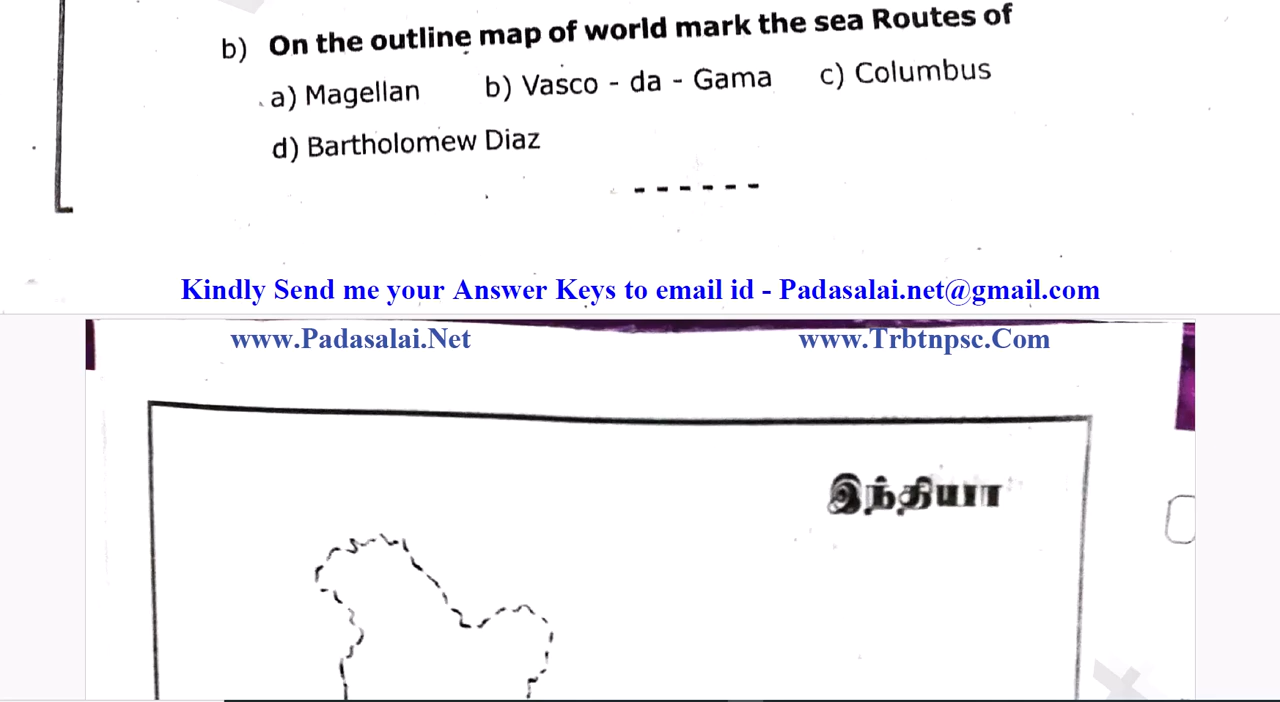 b) On the outline map of world mark the sea Routes of
a) Magellan b) Vasco - da - Gama c) Columbus
d) Bartholomew Diaz
------
Kindly Send me your Answer Keys to email id - Padasalai.net@gmail.com
www.Padasalai.Net www.Trbtnpsc.Com
இந்தியா